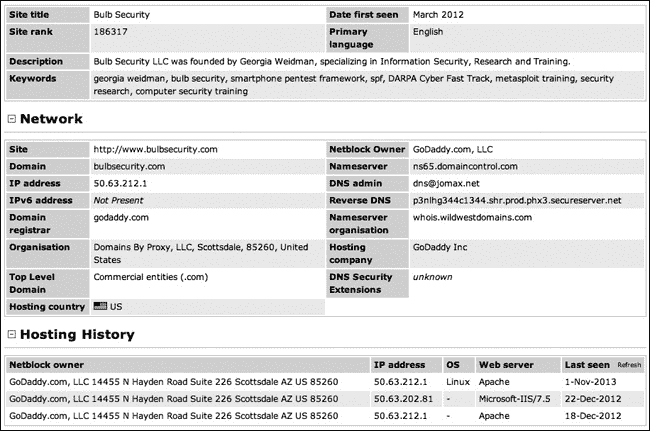 Site title Bulb Security Date first seen March 2012
Site rank 186317 Primary language English
Description Bulb Security LLC was founded by Georgia Weidman, specializing in Information Security, Research and Training.
Keywords georgia weidman, bulb security, smartphone pentest framework, spf, DARPA Cyber Fast Track, metasploit training, security
research, computer security training
Network
Site http://www.bulbsecurity.com Netblock Owner GoDaddy.com, LLC
Domain bulbsecurity.com Nameserver ns65.domaincontrol.com
IP address 50.63.212.1 DNS admin dns@jomax.net
IPv6 address Not Present Reverse DNS p3nlhg344c1344.shr.prod.phx3.secureserver.net
Domain registrar godaddy.com Nameserver organisation whois.wildwestdomains.com
Organisation Domains By Proxy, LLC, Scottsdale, 85260, United States Hosting company GoDaddy Inc
Top Level Domain Commercial entities (.com) DNS Security Extensions unknown
Hosting country US
Hosting History
Netblock owner IP address OS Web server Last seen Refresh
GoDaddy.com, LLC 14455 N Hayden Road Suite 226 Scottsdale AZ US 85260 50.63.212.1 Linux Apache 1-Nov-2013
GoDaddy.com, LLC 14455 N Hayden Road Suite 226 Scottsdale AZ US 85260 50.63.202.81 - Microsoft-IIS/7.5 22-Dec-2012
GoDaddy.com, LLC 14455 N Hayden Road Suite 226 Scottsdale AZ US 85260 50.63.212.1 - Apache 18-Dec-2012